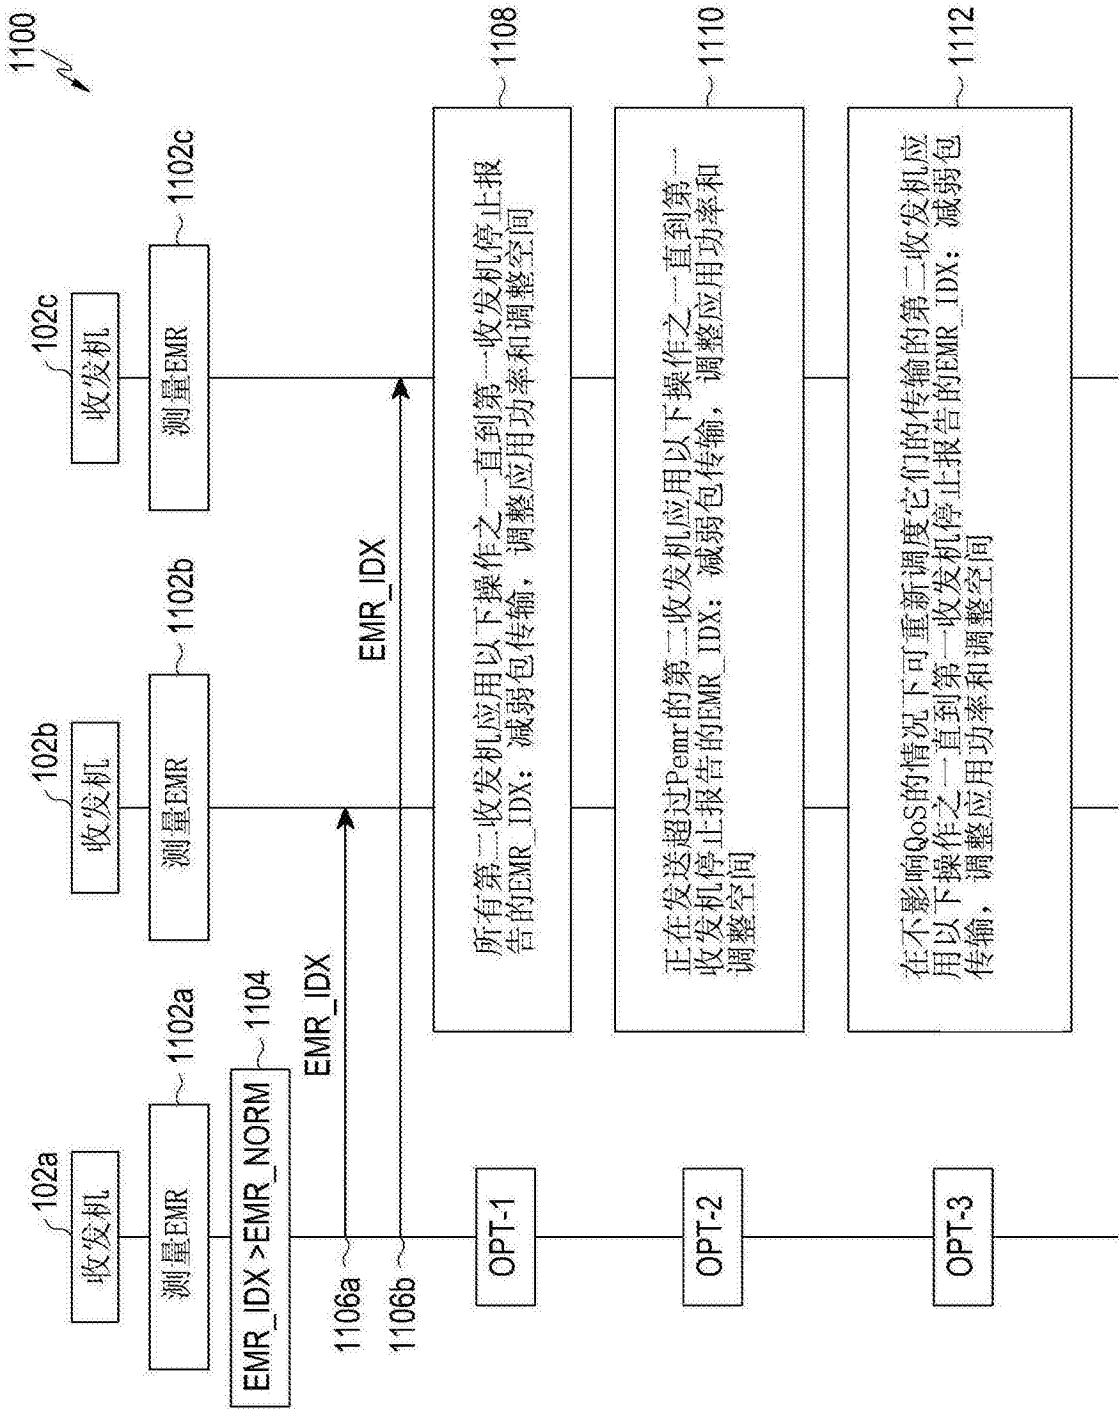 1100
102a
收发机
102b
收发机
102c
收发机
1102a
测量EMR
1102b
测量EMR
1102c
测量EMR
1104
EMR_IDX >EMR_NORM
EMR_IDX
1106a
EMR_IDX
1106b
OPT-1
所有第二收发机应用以下操作之一直到第一收发机停止报
告的EMR_IDX: 减弱包传输，调整应用功率和调整空间
1108
OPT-2
正在发送超过Pemr的第二收发机应用以下操作之一直到第一
收发机停止报告的EMR_IDX: 减弱包传输，调整应用功率和
调整空间
1110
OPT-3
在不影响QoS的情况下可重新调度它们的传输的第二收发机应
用以下操作之一直到第一收发机停止报告的EMR_IDX: 减弱包
传输，调整应用功率和调整空间
1112